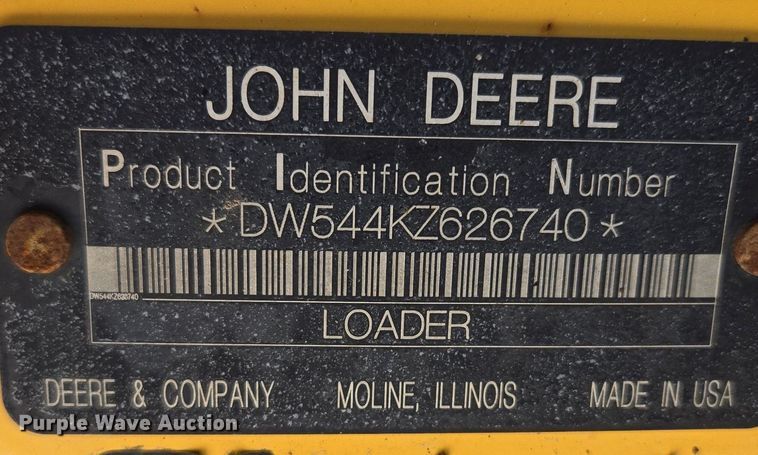 JOHN DEERE
Product Identification Number
*DW544KZ626740*
DW544KZ626740
LOADER
DEERE & COMPANY MOLINE, ILLINOIS MADE IN USA
Purple Wave Auction